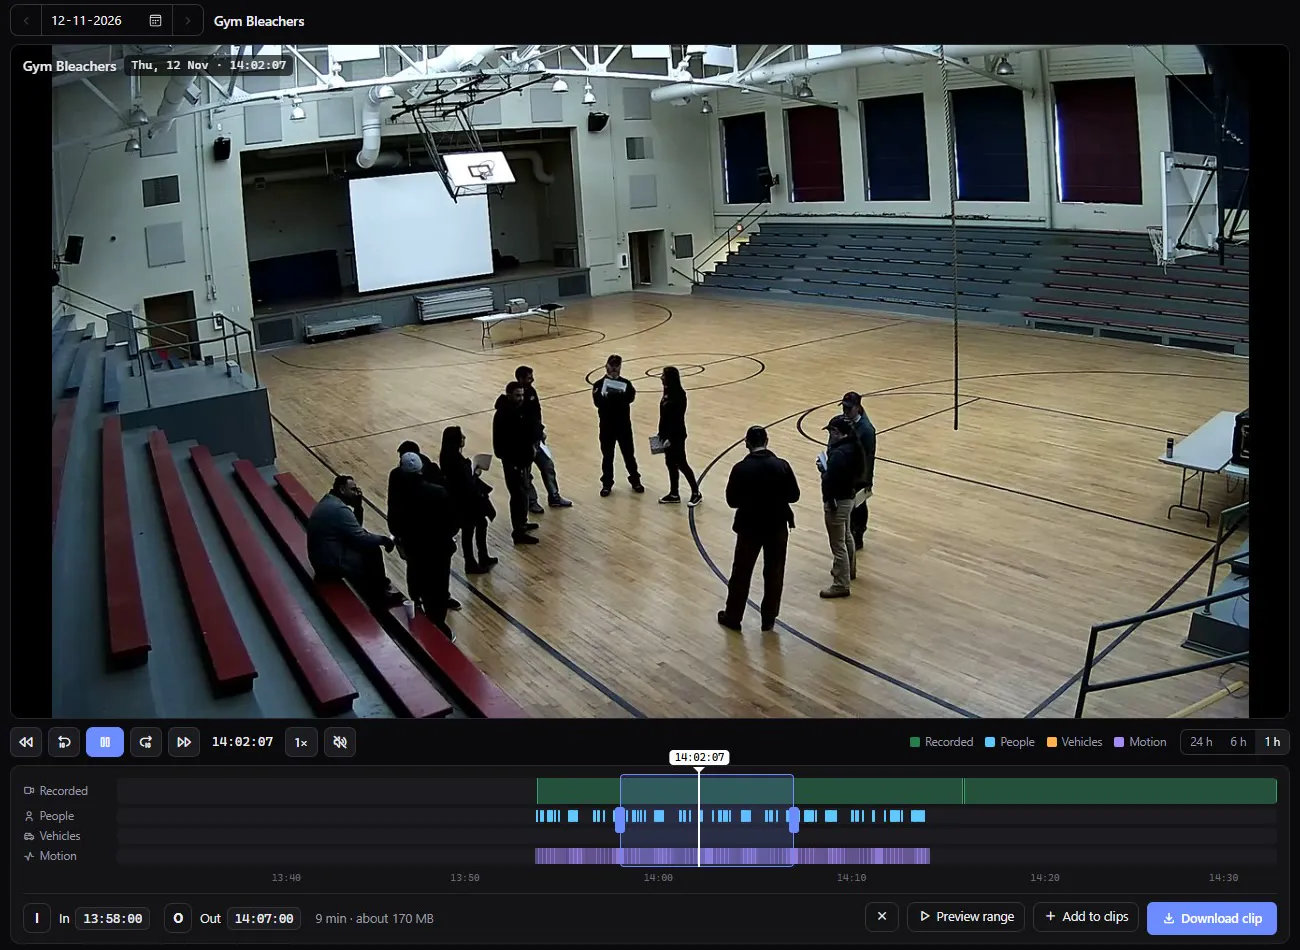 12-11-2026
Gym Bleachers
Gym Bleachers
Thu, 12 Nov · 14:02:07
14:02:07
1×
Recorded
People
Vehicles
Motion
24 h
6 h
1 h
14:02:07
Recorded
People
Vehicles
Motion
13:40
13:50
14:00
14:10
14:20
14:30
I
In
13:58:00
O
Out
14:07:00
9 min · about 170 MB
Preview range
Add to clips
Download clip